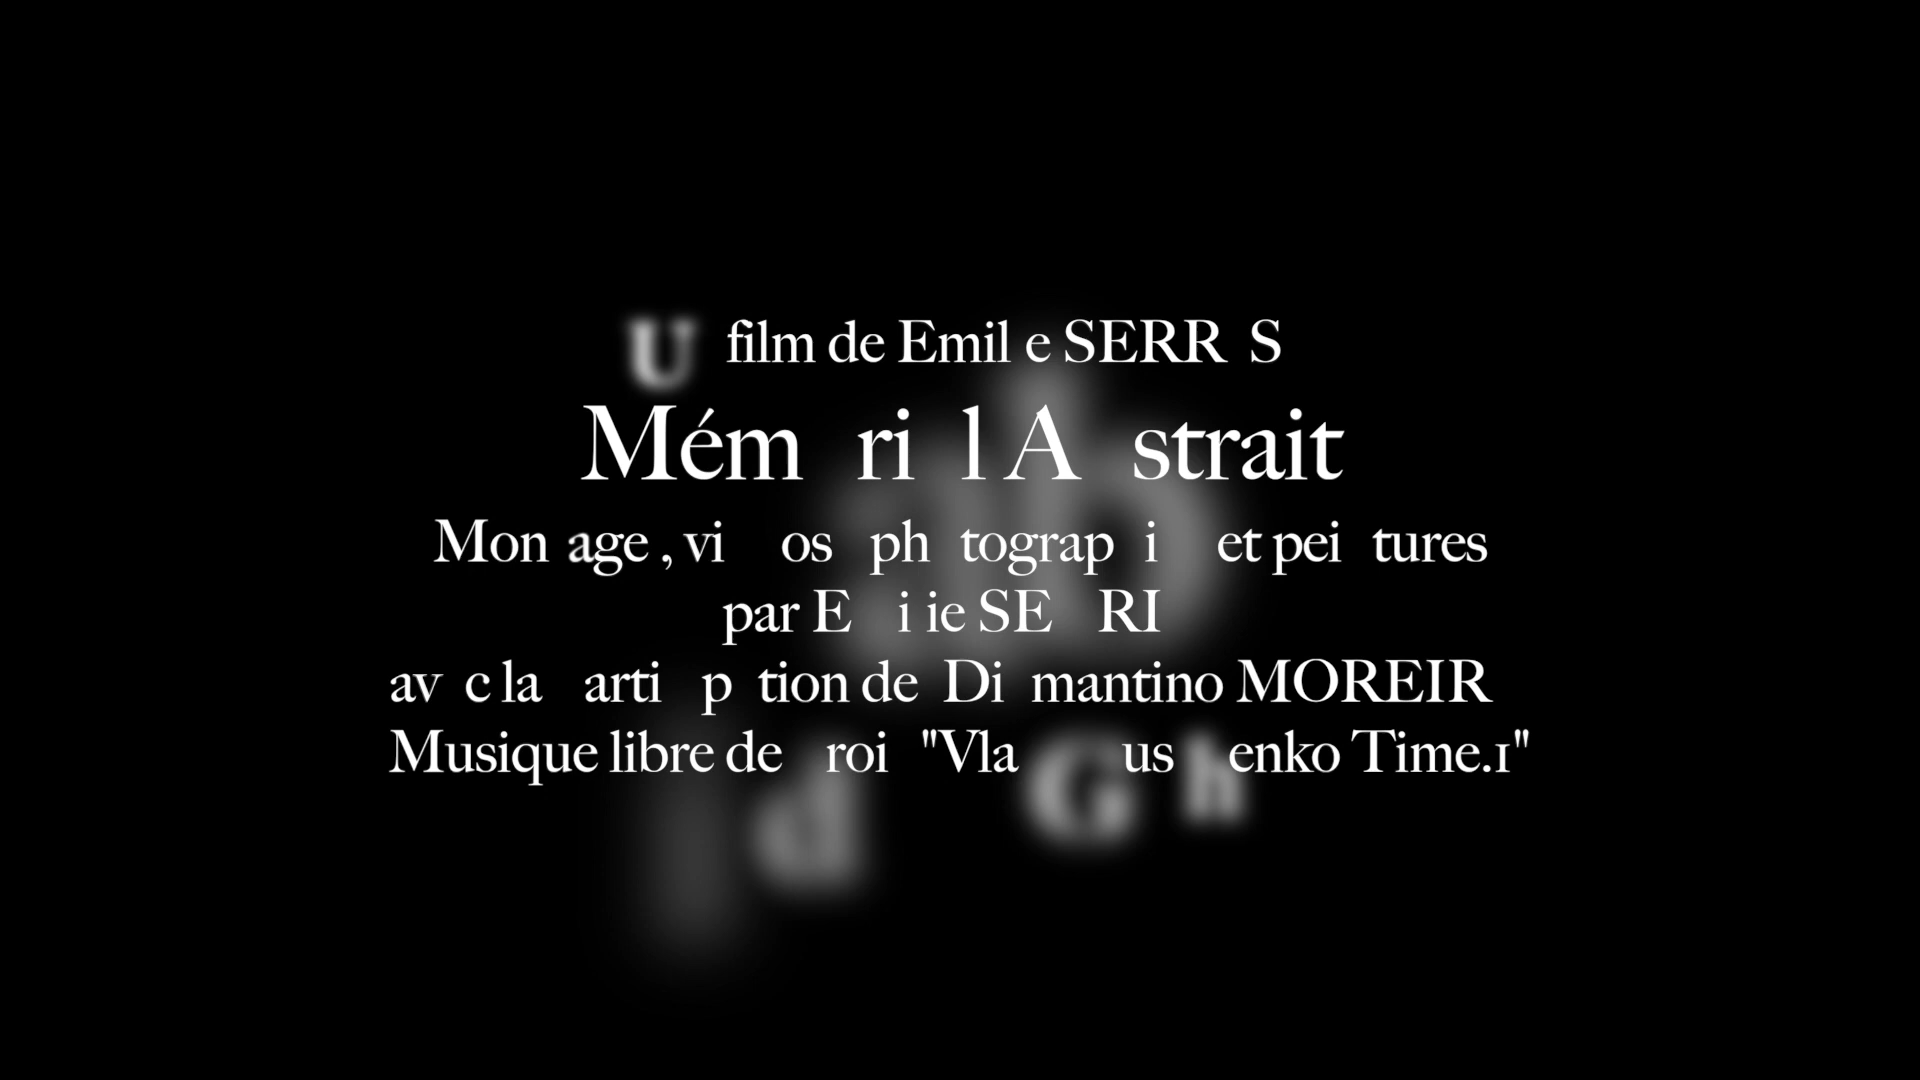 U film de Emil e SERR S
Mém ri l A strait
Mon age , vi os ph tograp i et pei tures
par E i ie SE RI
av c la arti p tion de Di mantino MOREIR
Musique libre de roi "Vla G us h enko Time.1"
d